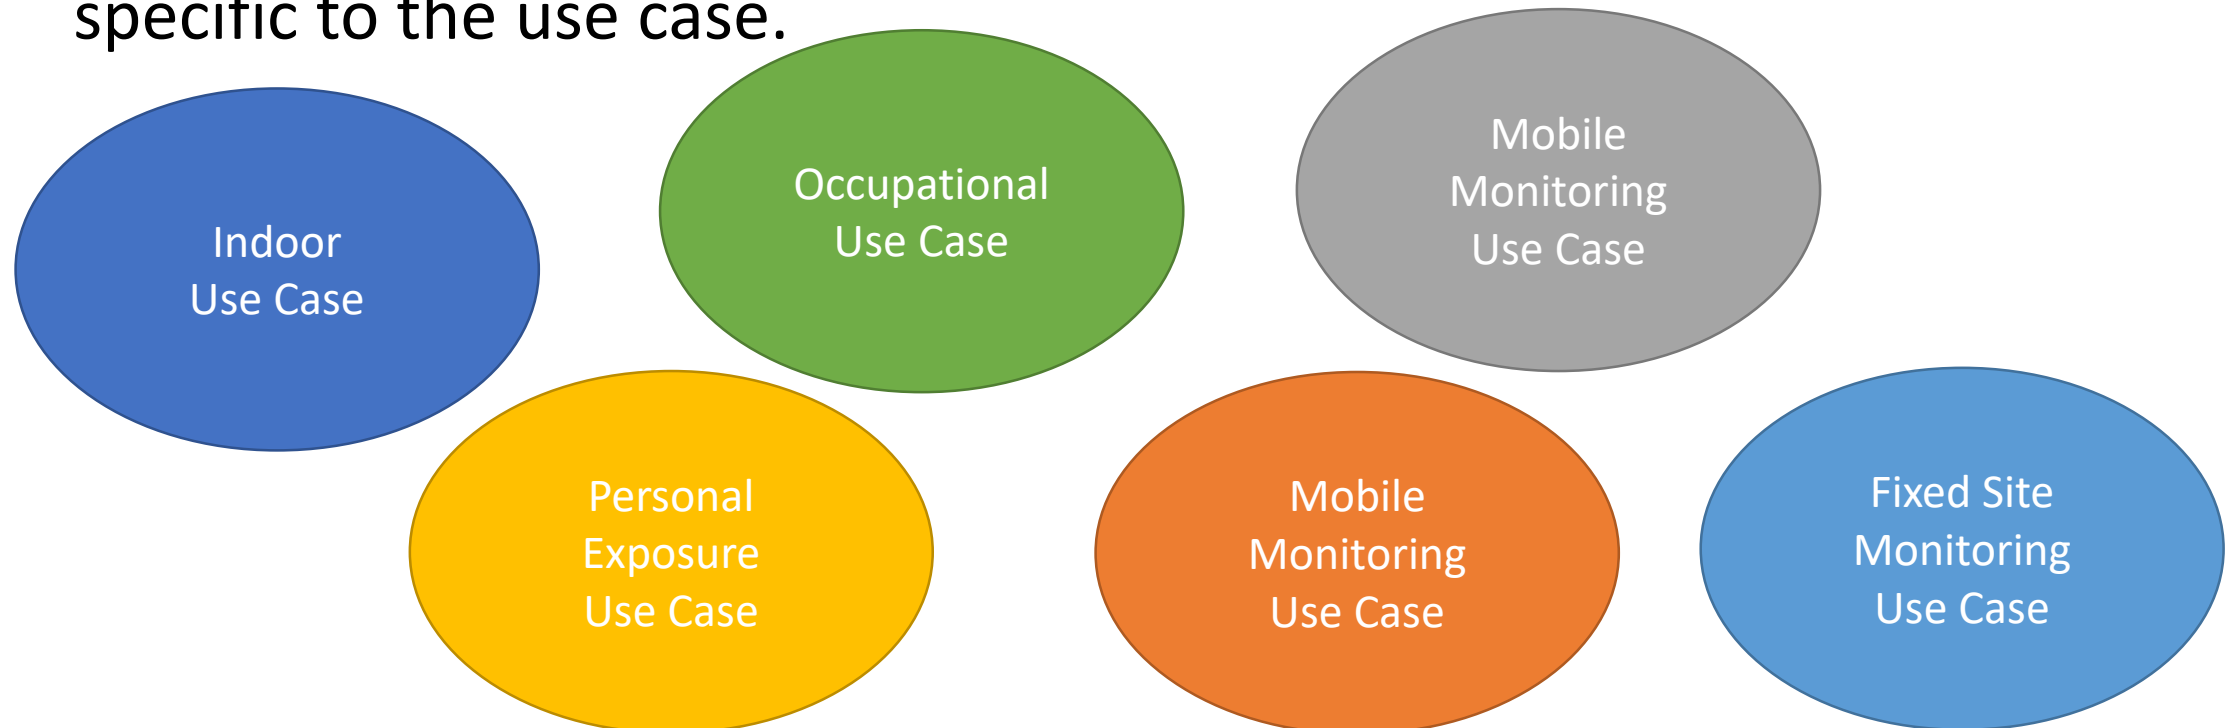 specific to the use case.
Indoor
Use Case
Occupational
Use Case
Mobile
Monitoring
Use Case
Personal
Exposure
Use Case
Mobile
Monitoring
Use Case
Fixed Site
Monitoring
Use Case